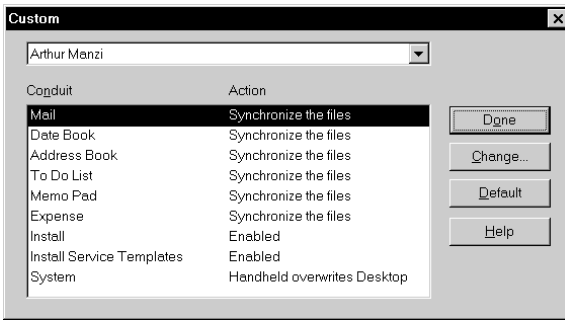 Custom
Arthur Manzi
Conduit Action
Mail Synchronize the files
Date Book Synchronize the files
Address Book Synchronize the files
To Do List Synchronize the files
Memo Pad Synchronize the files
Expense Synchronize the files
Install Enabled
Install Service Templates Enabled
System Handheld overwrites Desktop
Done
Change...
Default
Help